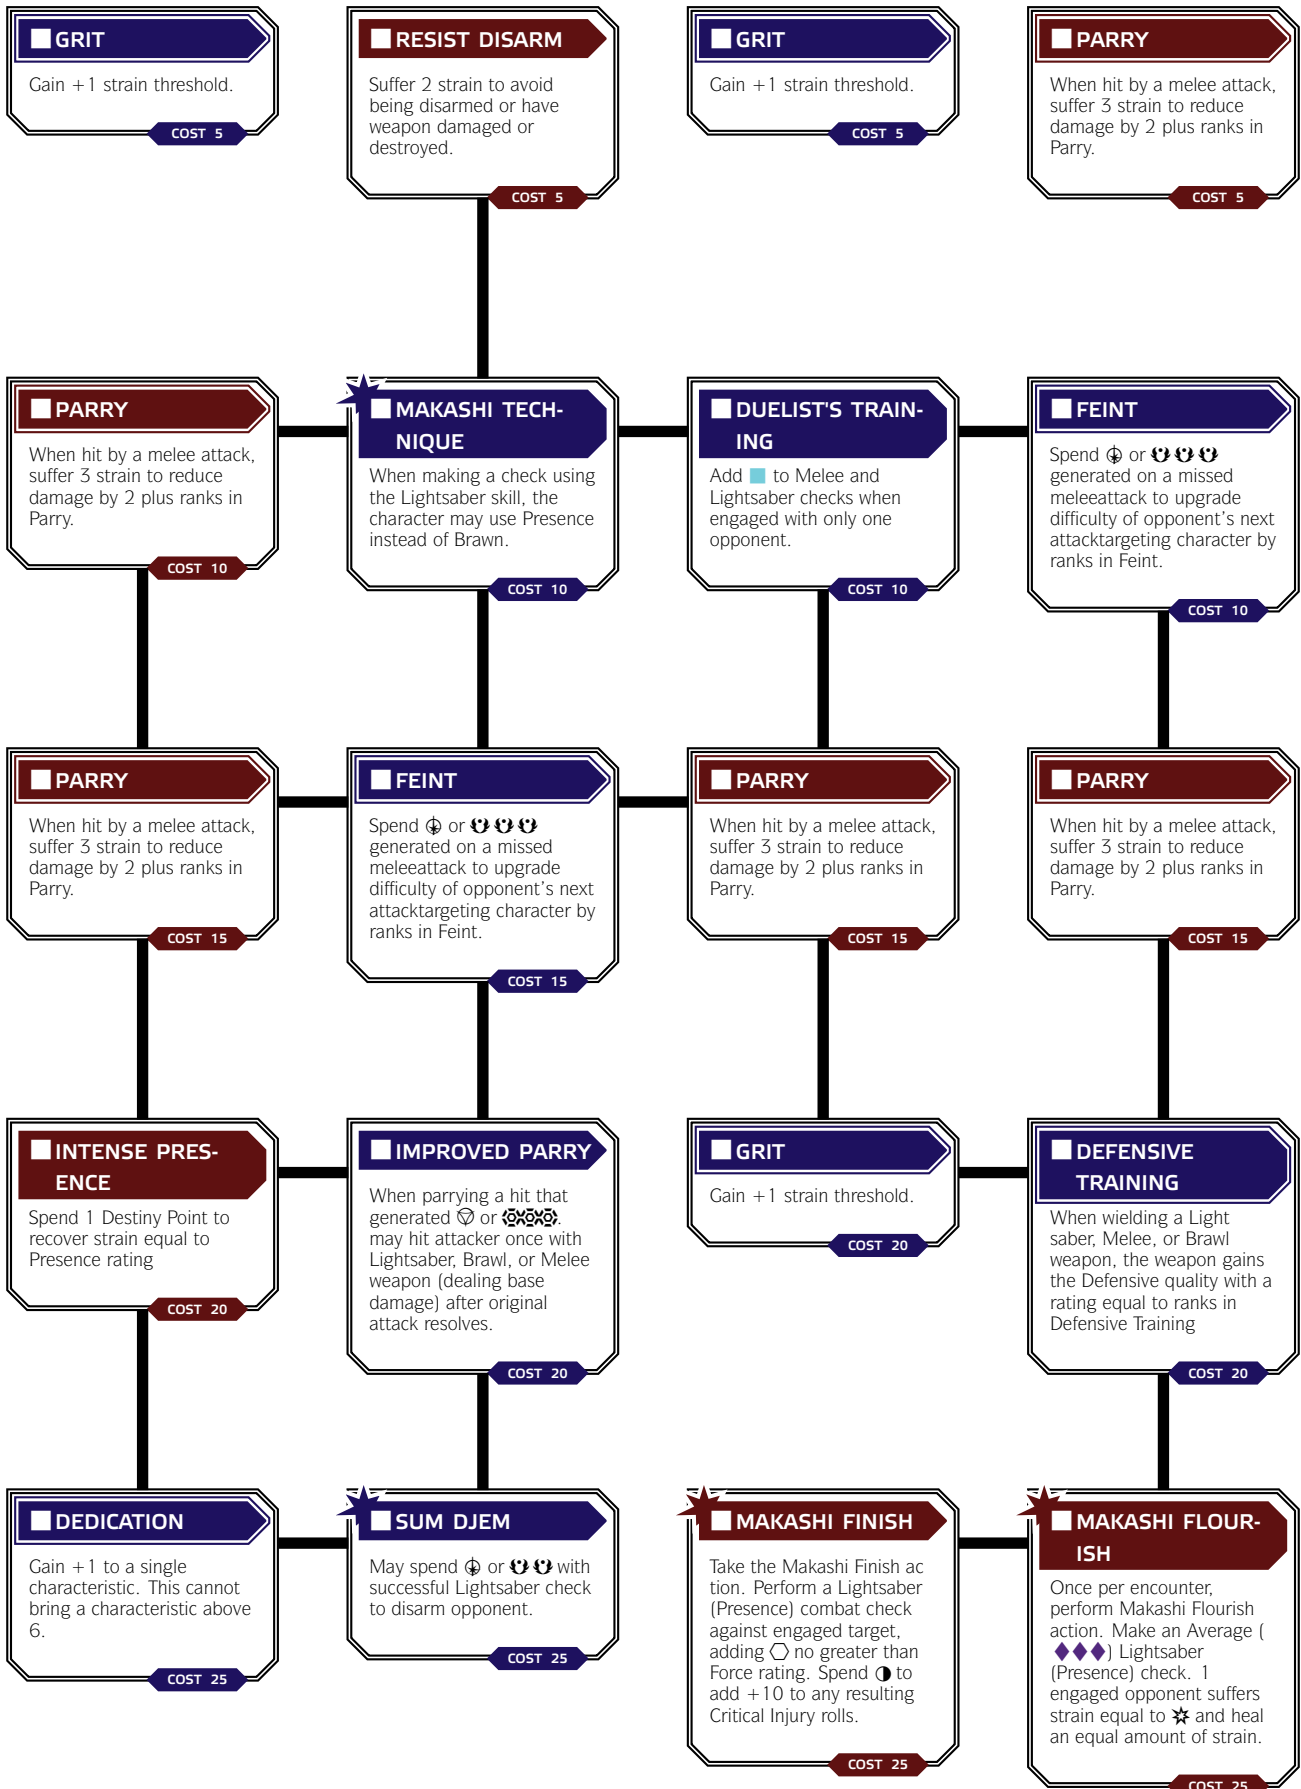 GRIT
Gain +1 strain threshold.
COST 5
RESIST DISARM
Suffer 2 strain to avoid
being disarmed or have
weapon damaged or
destroyed.
COST 5
GRIT
Gain +1 strain threshold.
COST 5
PARRY
When hit by a melee attack,
suffer 3 strain to reduce
damage by 2 plus ranks in
Parry.
COST 5
PARRY
When hit by a melee attack,
suffer 3 strain to reduce
damage by 2 plus ranks in
Parry.
COST 10
MAKASHI TECH-
NIQUE
When making a check using
the Lightsaber skill, the
character may use Presence
instead of Brawn.
COST 10
DUELIST'S TRAIN-
ING
Add to Melee and
Lightsaber checks when
engaged with only one
opponent.
COST 10
FEINT
Spend or
generated on a missed
meleeattack to upgrade
difficulty of opponent's next
attacktargeting character by
ranks in Feint.
COST 10
PARRY
When hit by a melee attack,
suffer 3 strain to reduce
damage by 2 plus ranks in
Parry.
COST 15
FEINT
Spend or
generated on a missed
meleeattack to upgrade
difficulty of opponent's next
attacktargeting character by
ranks in Feint.
COST 15
PARRY
When hit by a melee attack,
suffer 3 strain to reduce
damage by 2 plus ranks in
Parry.
COST 15
PARRY
When hit by a melee attack,
suffer 3 strain to reduce
damage by 2 plus ranks in
Parry.
COST 15
INTENSE PRES-
ENCE
Spend 1 Destiny Point to
recover strain equal to
Presence rating
COST 20
IMPROVED PARRY
When parrying a hit that
generated or .
may hit attacker once with
Lightsaber, Brawl, or Melee
weapon (dealing base
damage) after original
attack resolves.
COST 20
GRIT
Gain +1 strain threshold.
COST 20
DEFENSIVE
TRAINING
When wielding a Light
saber, Melee, or Brawl
weapon, the weapon gains
the Defensive quality with a
rating equal to ranks in
Defensive Training
COST 20
DEDICATION
Gain +1 to a single
characteristic. This cannot
bring a characteristic above
6.
COST 25
SUM DJEM
May spend or with
successful Lightsaber check
to disarm opponent.
COST 25
MAKASHI FINISH
Take the Makashi Finish ac
tion. Perform a Lightsaber
(Presence) combat check
against engaged target,
adding no greater than
Force rating. Spend to
add +10 to any resulting
Critical Injury rolls.
COST 25
MAKASHI FLOUR-
ISH
Once per encounter,
perform Makashi Flourish
action. Make an Average (
) Lightsaber
(Presence) check. 1
engaged opponent suffers
strain equal to and heal
an equal amount of strain.
COST 25